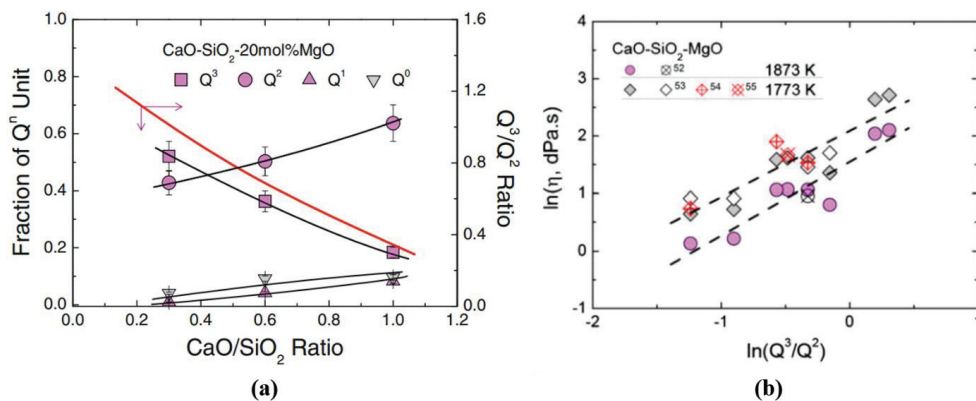 CaO-SiO₂-20mol%MgO
Q³ Q² Q¹ Q⁰
Fraction of Qⁿ Unit
1.0
0.8
0.6
0.4
0.2
0.0
1.6
1.2
0.8
0.4
0.0
Q³/Q² Ratio
0.0 0.2 0.4 0.6 0.8 1.0 1.2
CaO/SiO₂ Ratio
(a)
CaO-SiO₂-MgO
52 1873 K
53 54 55 1773 K
ln(η, dPa.s)
4
3
2
1
0
-1
-2 -1 0 1
ln(Q³/Q²)
(b)